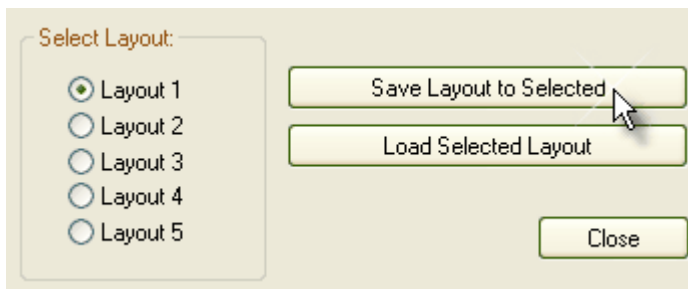 Select Layout:
Layout 1
Layout 2
Layout 3
Layout 4
Layout 5
Save Layout to Selected
Load Selected Layout
Close